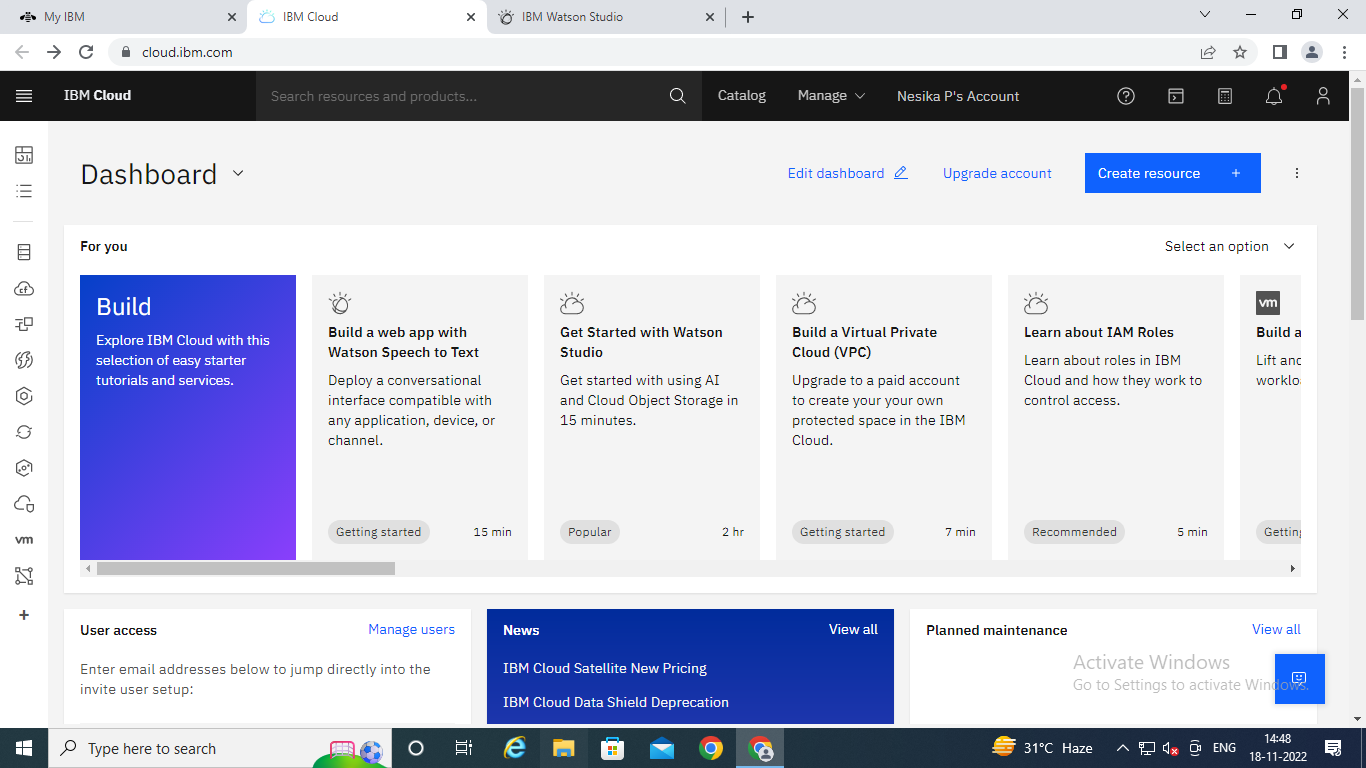 My IBM
IBM Cloud
IBM Watson Studio
cloud.ibm.com
IBM Cloud
Search resources and products...
Catalog
Manage
Nesika P's Account
Dashboard
Edit dashboard
Upgrade account
Create resource +
For you
Select an option
Build
Explore IBM Cloud with this
selection of easy starter
tutorials and services.
Build a web app with
Watson Speech to Text
Deploy a conversational
interface compatible with
any application, device, or
channel.
Getting started
15 min
Get Started with Watson
Studio
Get started with using AI
and Cloud Object Storage in
15 minutes.
Popular
2 hr
Build a Virtual Private
Cloud (VPC)
Upgrade to a paid account
to create your your own
protected space in the IBM
Cloud.
Getting started
7 min
Learn about IAM Roles
Learn about roles in IBM
Cloud and how they work to
control access.
Recommended
5 min
vm
Build a
Lift and
worklo
Getting
vm
User access
Manage users
Enter email addresses below to jump directly into the
invite user setup:
News
View all
IBM Cloud Satellite New Pricing
IBM Cloud Data Shield Deprecation
Planned maintenance
View all
Activate Windows
Go to Settings to activate Windows.
Type here to search
31°C Haze
ENG
14:48
18-11-2022